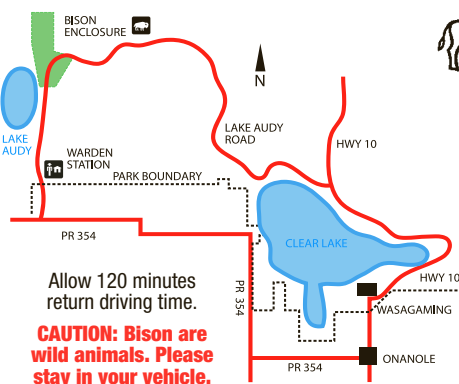 BISON
ENCLOSURE
N
LAKE
AUDY
LAKE AUDY
ROAD
HWY 10
WARDEN
STATION
PARK BOUNDARY
PR 354
CLEAR LAKE
PR 354
HWY 10
WASAGAMING
Allow 120 minutes
return driving time.
CAUTION: Bison are
wild animals. Please
stay in your vehicle.
PR 354
ONANOLE